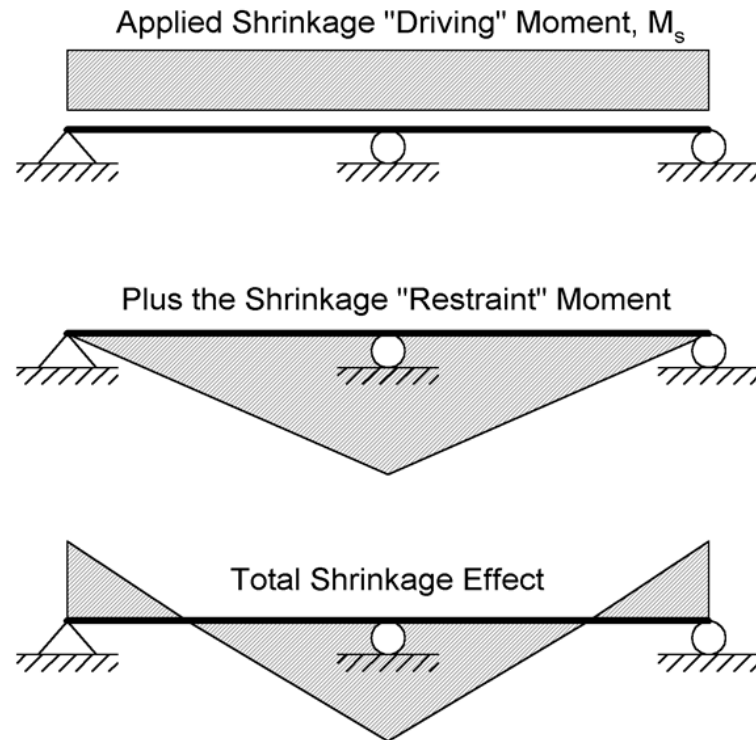 Applied Shrinkage "Driving" Moment, Mₛ
Plus the Shrinkage "Restraint" Moment
Total Shrinkage Effect